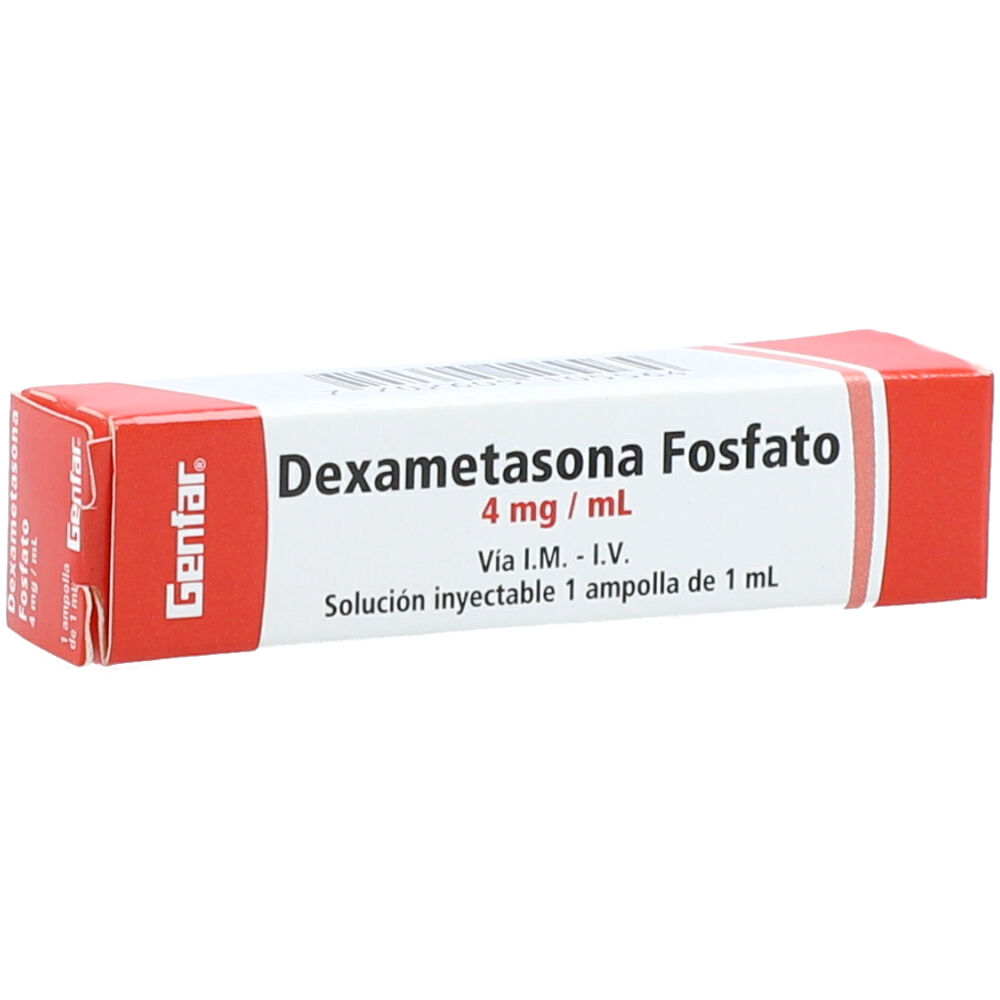 Dexametasona Fosfato
4 mg / mL
Vía I.M. - I.V.
Solución inyectable 1 ampolla de 1 mL
Genfar®
Dexametasona
Fosfato
4 mg / mL
1 ampolla
de 1 mL
Genfar